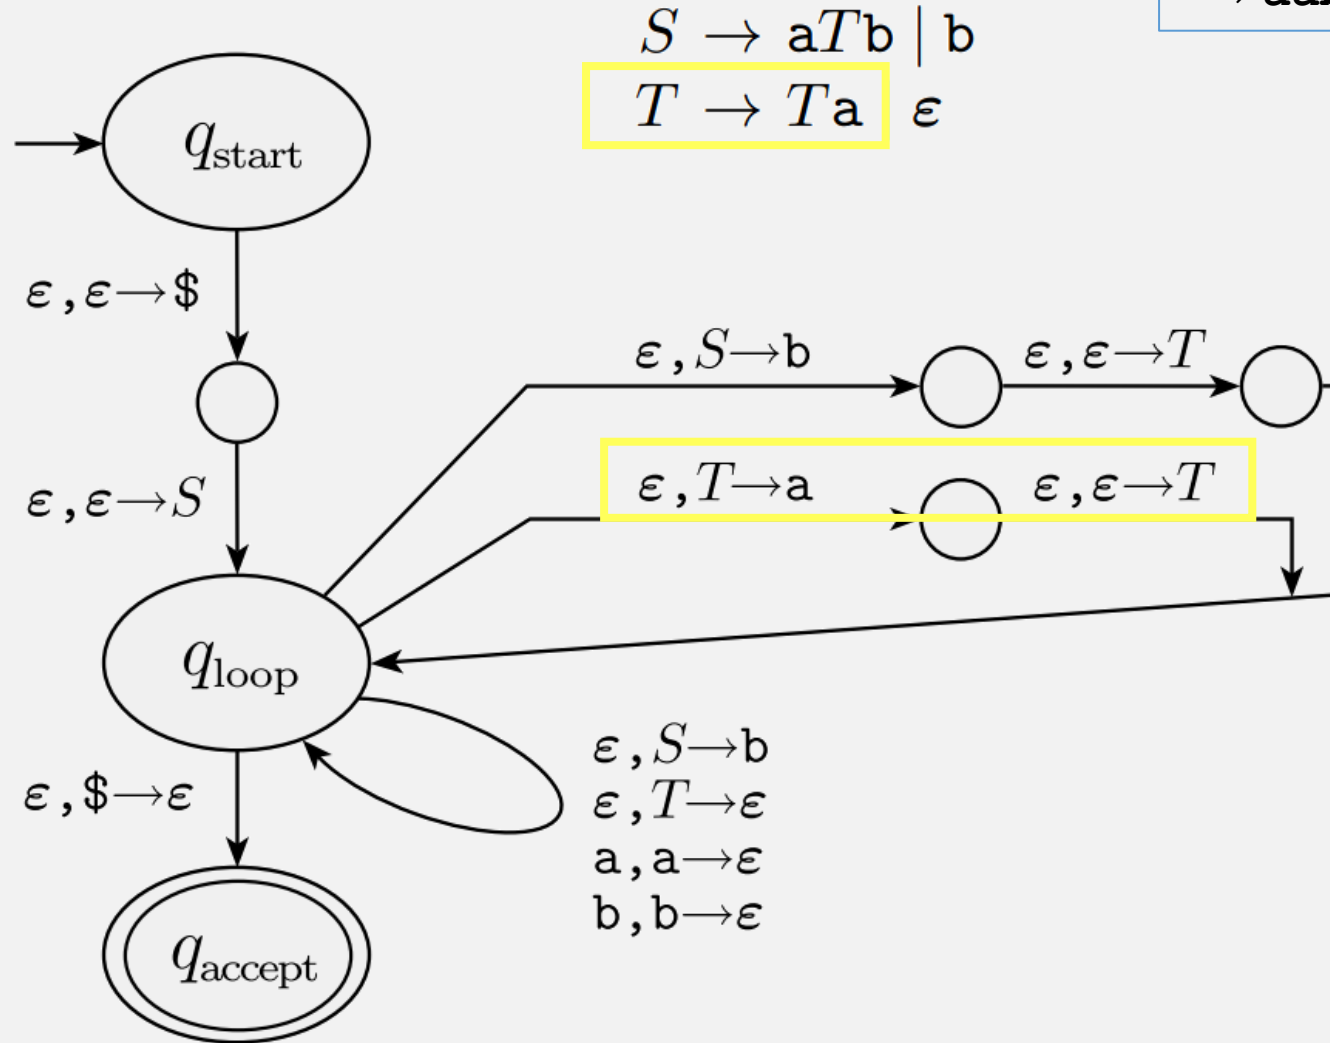 S → aTb | b
T → Ta ε
q_start
ε,ε→$
ε,S→b
ε,ε→T
ε,T→a
ε,ε→T
ε,ε→S
q_loop
ε,S→b
ε,T→ε
a,a→ε
b,b→ε
ε,$→ε
q_accept